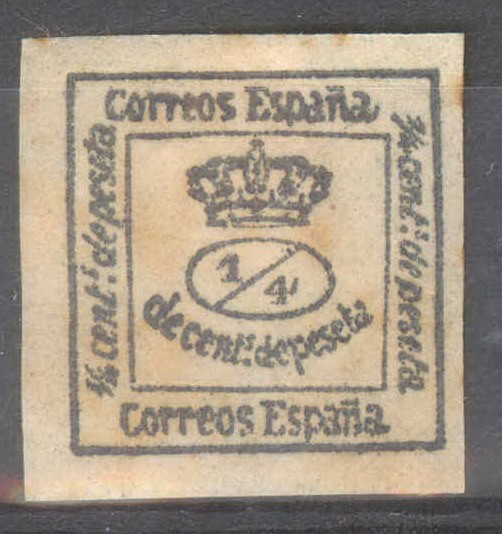 Correos España
¼ cent.s de peseta
¼ cent.s de peseta
1/4
de cent.s de peseta
Correos España